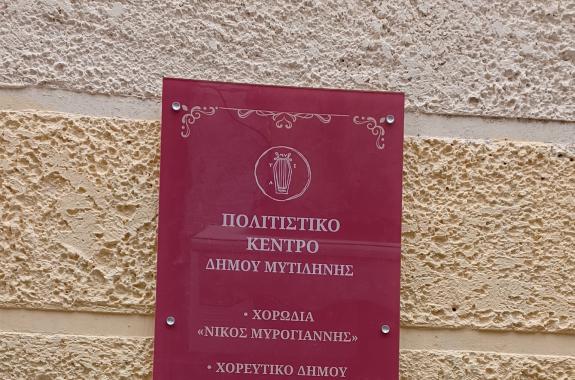 ΠΟΛΙΤΙΣΤΙΚΟ
ΚΕΝΤΡΟ
ΔΗΜΟΥ ΜΥΤΙΛΗΝΗΣ
• ΧΟΡΩΔΙΑ
«ΝΙΚΟΣ ΜΥΡΟΓΙΑΝΝΗΣ»
• ΧΟΡΕΥΤΙΚΟ ΔΗΜΟΥ